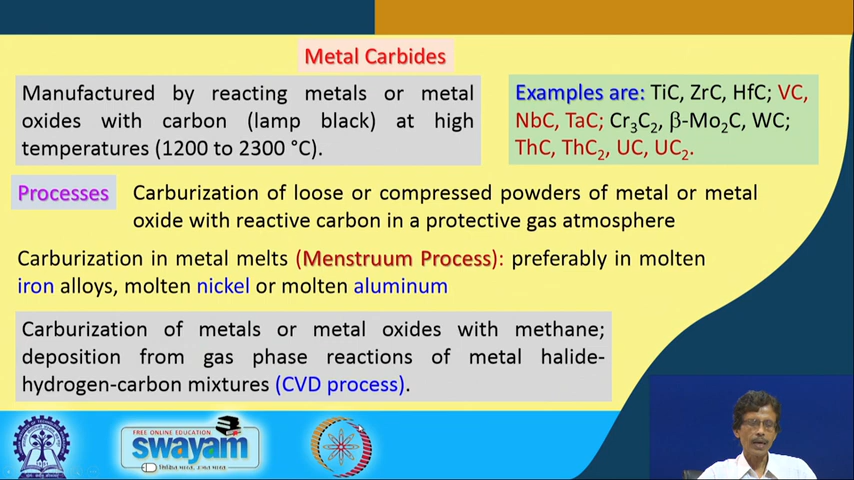 Metal Carbides
Manufactured by reacting metals or metal
oxides with carbon (lamp black) at high
temperatures (1200 to 2300 °C).
Examples are: TiC, ZrC, HfC; VC,
NbC, TaC; Cr₃C₂, β-Mo₂C, WC;
ThC, ThC₂, UC, UC₂.
Processes
Carburization of loose or compressed powders of metal or metal
oxide with reactive carbon in a protective gas atmosphere
Carburization in metal melts (Menstruum Process): preferably in molten
iron alloys, molten nickel or molten aluminum
Carburization of metals or metal oxides with methane;
deposition from gas phase reactions of metal halide-
hydrogen-carbon mixtures (CVD process).
FREE ONLINE EDUCATION
swayam